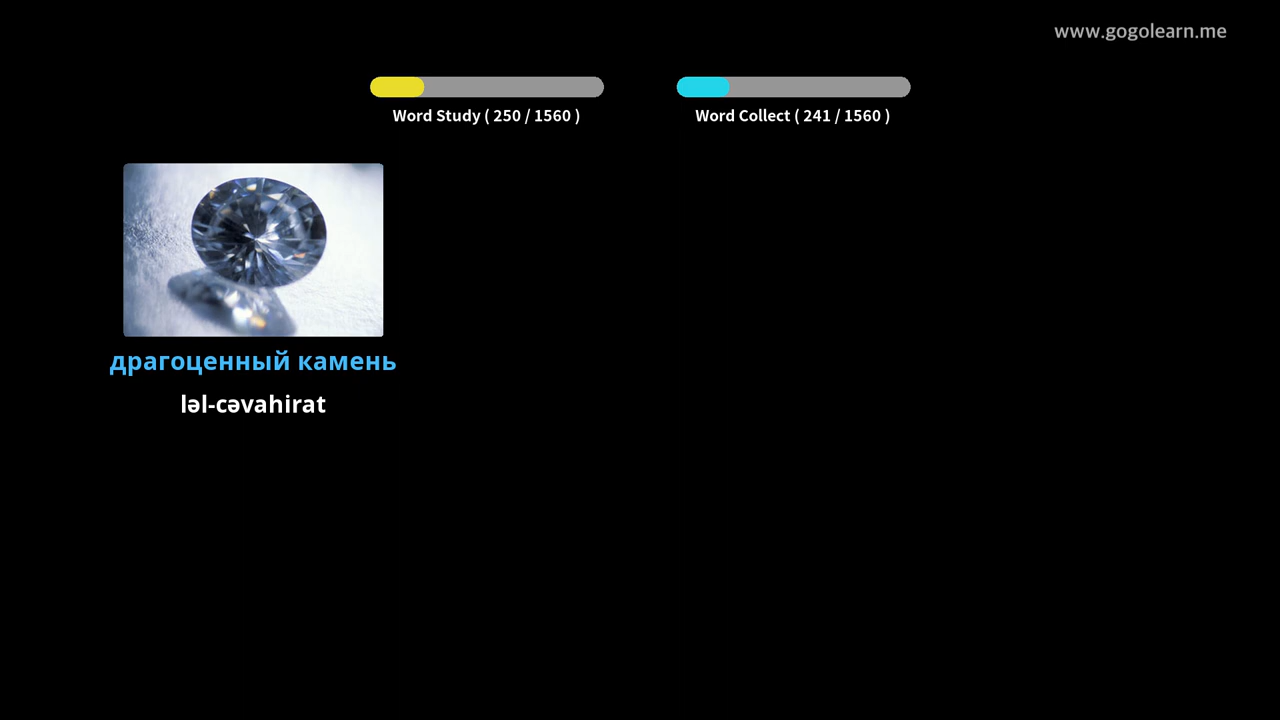 www.gogolearn.me
Word Study ( 250 / 1560 )
Word Collect ( 241 / 1560 )
драгоценный камень
ləl-cəvahirat